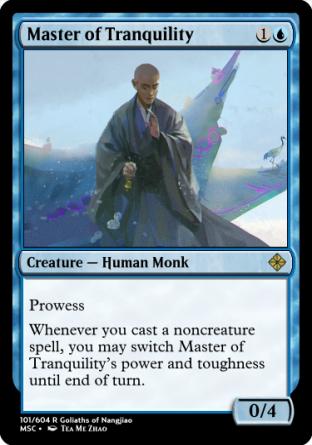 Master of Tranquility 1
Creature — Human Monk
Prowess
Whenever you cast a noncreature
spell, you may switch Master of
Tranquility's power and toughness
until end of turn.
0/4
101/604 R Goliaths of Nangjiao
MSC • Tea Me Zhao